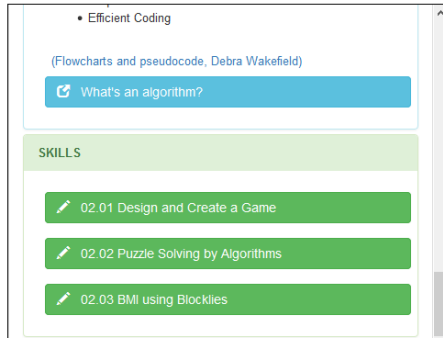 Efficient Coding
(Flowcharts and pseudocode, Debra Wakefield)
What's an algorithm?
SKILLS
02.01 Design and Create a Game
02.02 Puzzle Solving by Algorithms
02.03 BMI using Blocklies